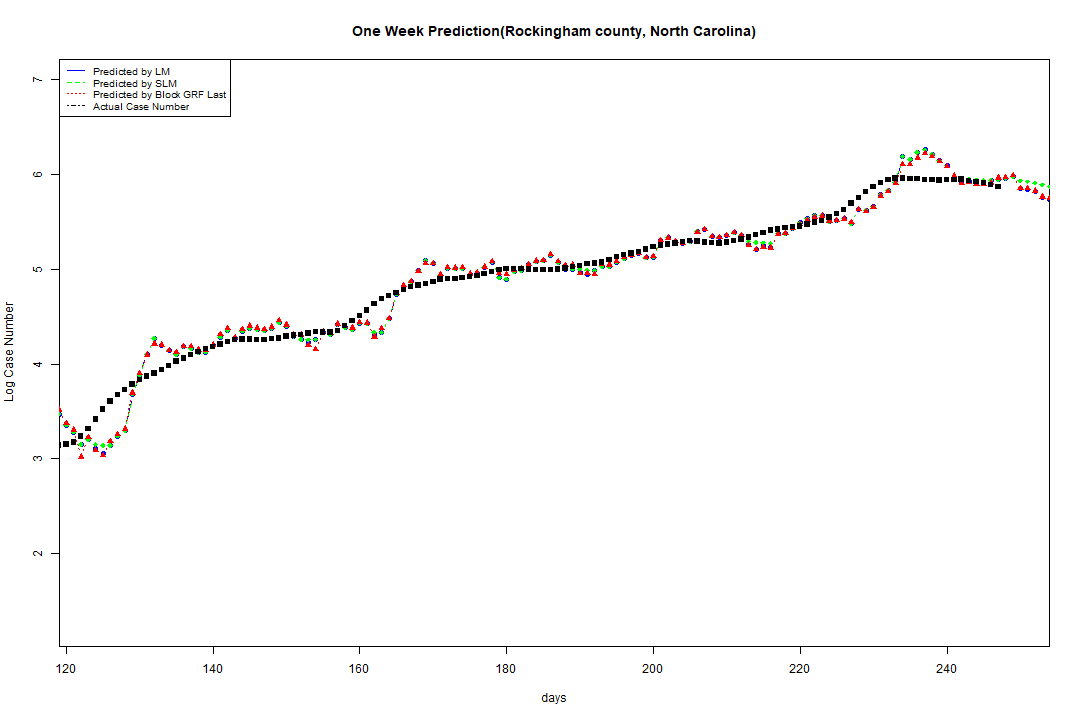 One Week Prediction(Rockingham county, North Carolina)
Predicted by LM
Predicted by SLM
Predicted by Block GRF Last
Actual Case Number
Log Case Number
7
6
5
4
3
2
120 140 160 180 200 220 240
days